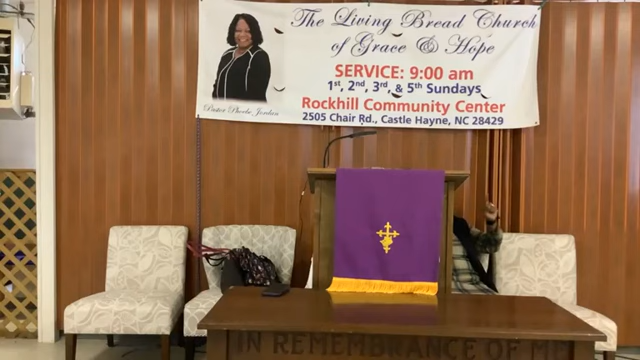 The Living Bread Church
of Grace & Hope
SERVICE: 9:00 am
1st, 2nd, 3rd, & 5th Sundays
Rockhill Community Center
2505 Chair Rd., Castle Hayne, NC 28429
Pastor Phoebe Jordan
IN REMEMBRANCE OF M